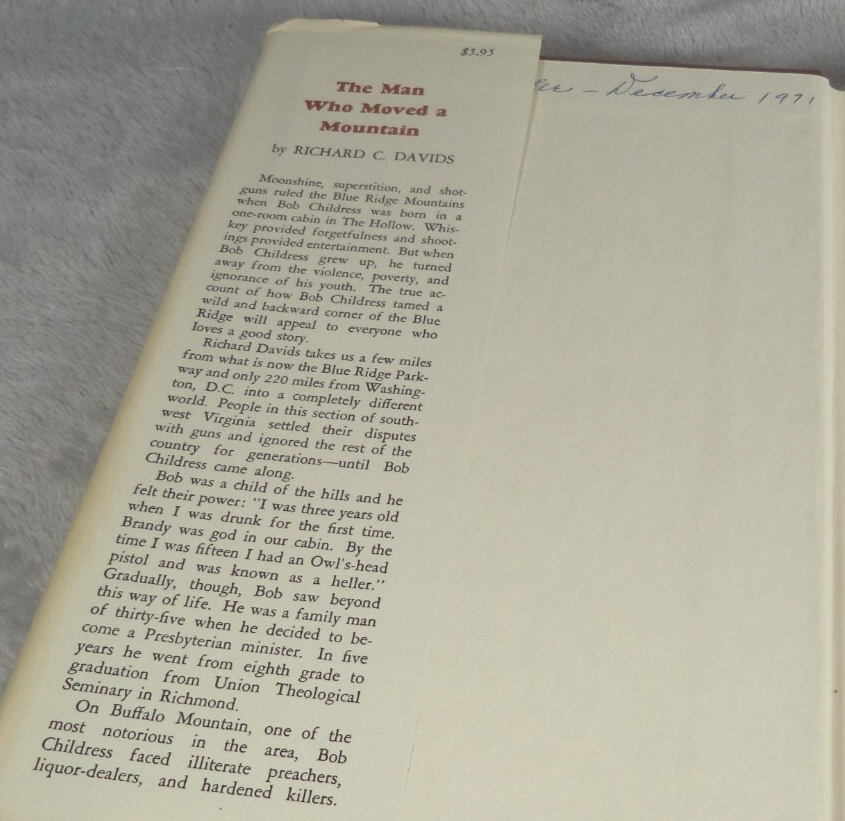 $5.95
— December 1971
The Man
Who Moved a
Mountain
by RICHARD C. DAVIDS
Moonshine, superstition, and shot-
guns ruled the Blue Ridge Mountains
when Bob Childress was born in a
one-room cabin in The Hollow. Whis-
key provided forgetfulness and shoot-
ings provided entertainment. But when
Bob Childress grew up, he turned
away from the violence, poverty, and
ignorance of his youth. The true ac-
count of how Bob Childress tamed a
wild and backward corner of the Blue
Ridge will appeal to everyone who
loves a good story.
Richard Davids takes us a few miles
from what is now the Blue Ridge Park-
way and only 220 miles from Washing-
ton, D.C. into a completely different
world. People in this section of south-
west Virginia settled their disputes
with guns and ignored the rest of the
country for generations—until Bob
Childress came along.
Bob was a child of the hills and he
felt their power: "I was three years old
when I was drunk for the first time.
Brandy was god in our cabin. By the
time I was fifteen I had an Owl's-head
pistol and was known as a heller."
Gradually, though, Bob saw beyond
this way of life. He was a family man
of thirty-five when he decided to be-
come a Presbyterian minister. In five
years he went from eighth grade to
graduation from Union Theological
Seminary in Richmond.
On Buffalo Mountain, one of the
most notorious in the area, Bob
Childress faced illiterate preachers,
liquor-dealers, and hardened killers.